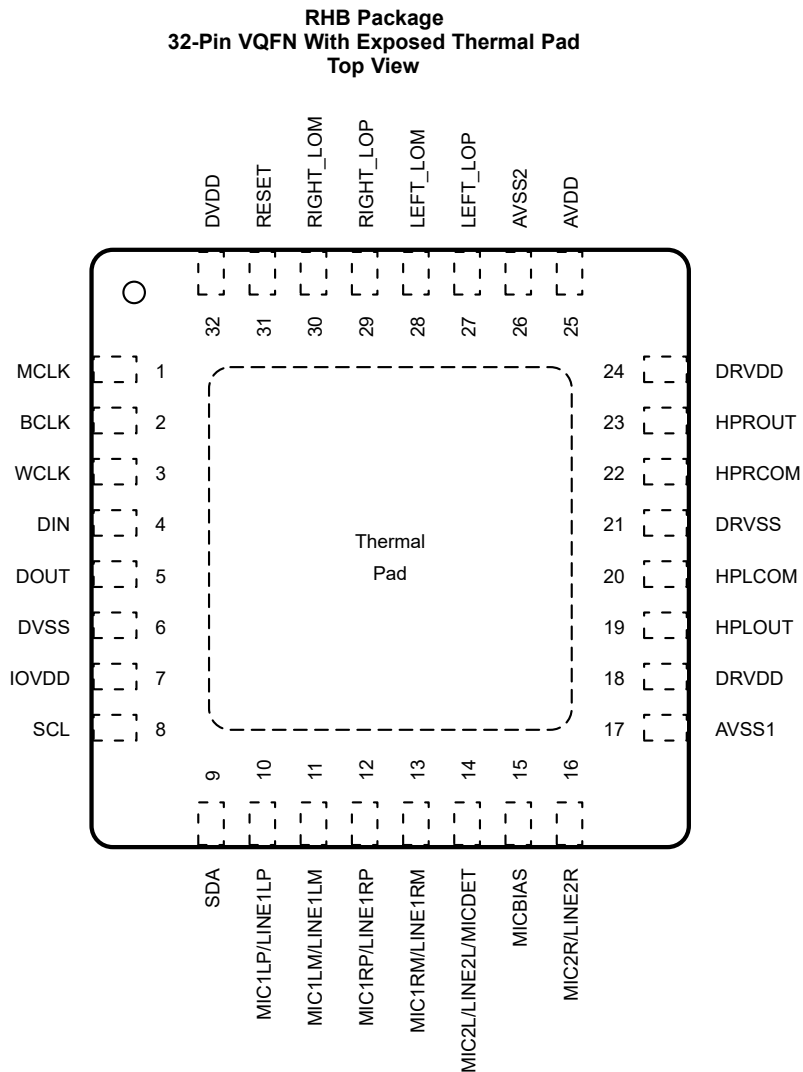 RHB Package
32-Pin VQFN With Exposed Thermal Pad
Top View
DVDD
RESET
RIGHT_LOM
RIGHT_LOP
LEFT_LOM
LEFT_LOP
AVSS2
AVDD
32
31
30
29
28
27
26
25
MCLK 1
BCLK 2
WCLK 3
DIN 4
DOUT 5
DVSS 6
IOVDD 7
SCL 8
Thermal
Pad
24 DRVDD
23 HPROUT
22 HPRCOM
21 DRVSS
20 HPLCOM
19 HPLOUT
18 DRVDD
17 AVSS1
9
10
11
12
13
14
15
16
SDA
MIC1LP/LINE1LP
MIC1LM/LINE1LM
MIC1RP/LINE1RP
MIC1RM/LINE1RM
MIC2L/LINE2L/MICDET
MICBIAS
MIC2R/LINE2R